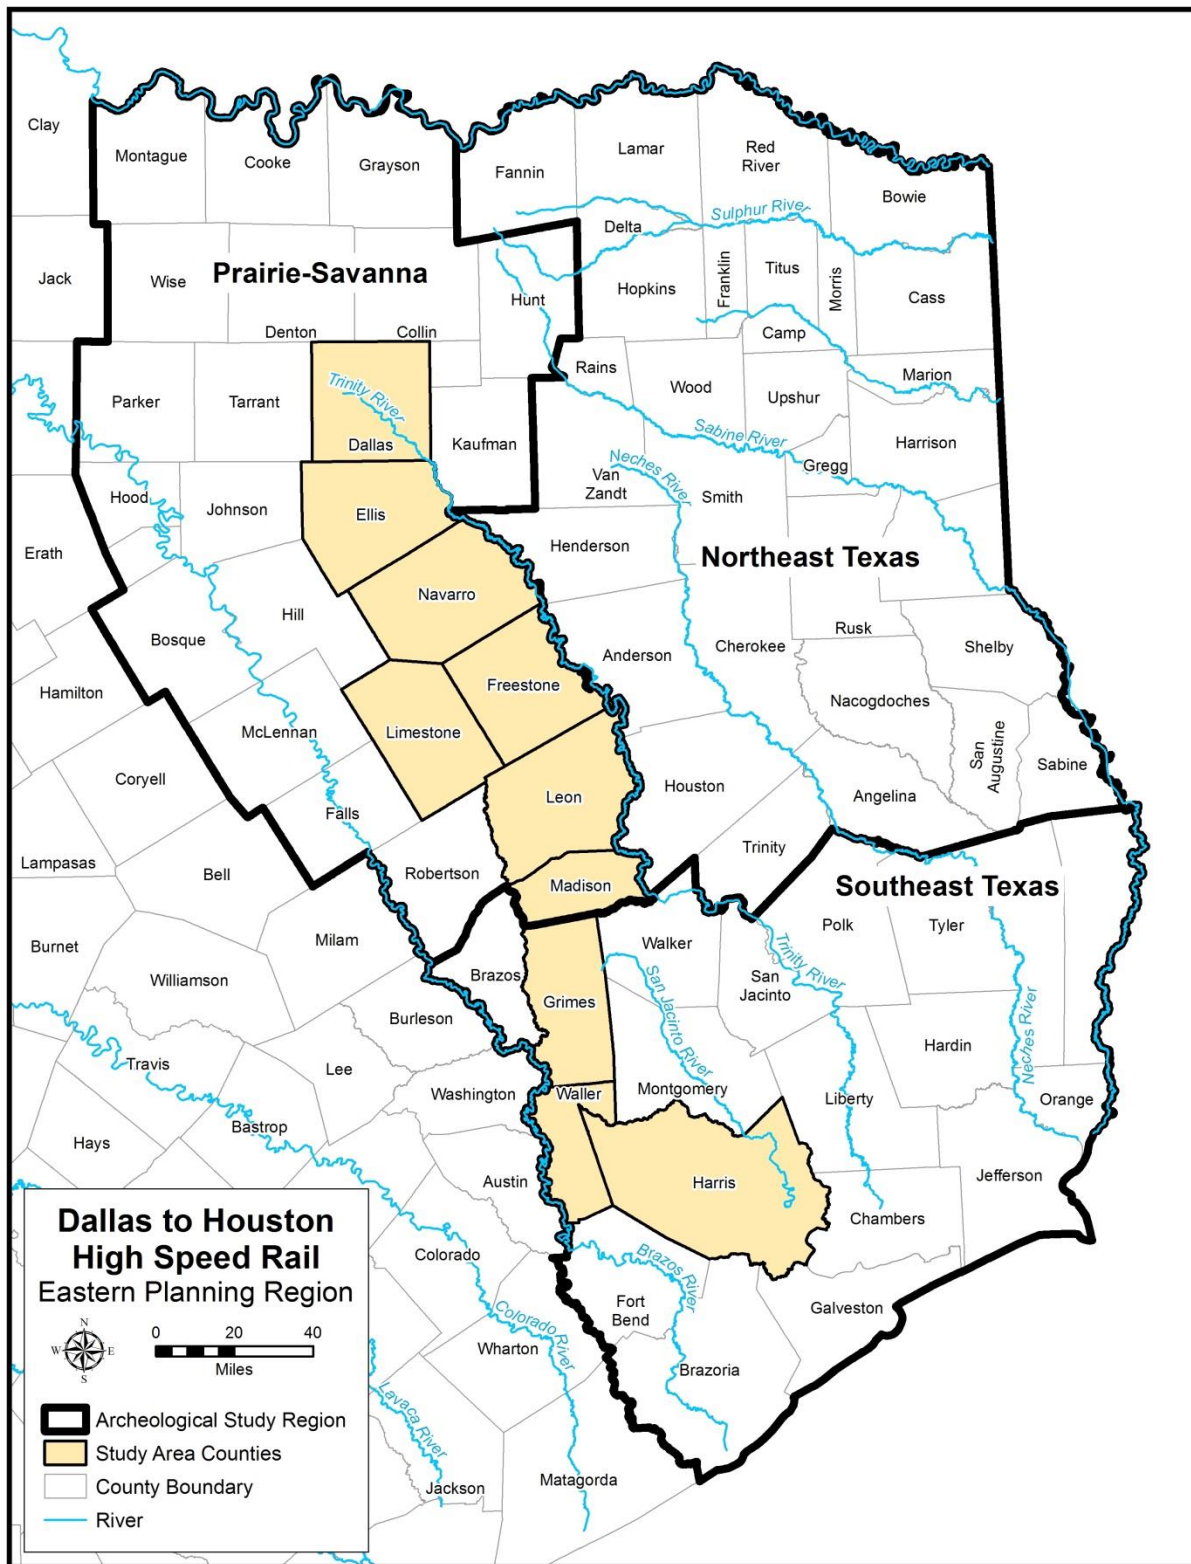 Clay
Montague
Cooke
Grayson
Fannin
Lamar
Red
River
Bowie
Sulphur River
Delta
Jack
Wise
Prairie-Savanna
Hunt
Hopkins
Franklin
Titus
Morris
Cass
Denton
Collin
Camp
Rains
Marion
Parker
Tarrant
Trinity River
Wood
Upshur
Dallas
Kaufman
Sabine River
Harrison
Gregg
Hood
Van
Zandt
Neches River
Smith
Johnson
Ellis
Erath
Henderson
Northeast Texas
Navarro
Hill
Bosque
Anderson
Cherokee
Rusk
Shelby
Hamilton
Freestone
Nacogdoches
McLennan
Limestone
San
Augustine
Sabine
Coryell
Leon
Houston
Angelina
Falls
Lampasas
Bell
Robertson
Trinity
Madison
Southeast Texas
Burnet
Milam
Walker
Polk
Tyler
Williamson
Brazos
San
Jacinto
Trinity River
Grimes
San Jacinto River
Burleson
Neches River
Hardin
Travis
Lee
Washington
Waller
Montgomery
Liberty
Orange
Bastrop
Hays
Austin
Harris
Jefferson
Chambers
Colorado
Brazos River
Fort
Bend
Galveston
Colorado River
Wharton
Brazoria
Lavaca River
Jackson
Matagorda
Dallas to Houston
High Speed Rail
Eastern Planning Region
N
W E
S
0 20 40
Miles
Archeological Study Region
Study Area Counties
County Boundary
River